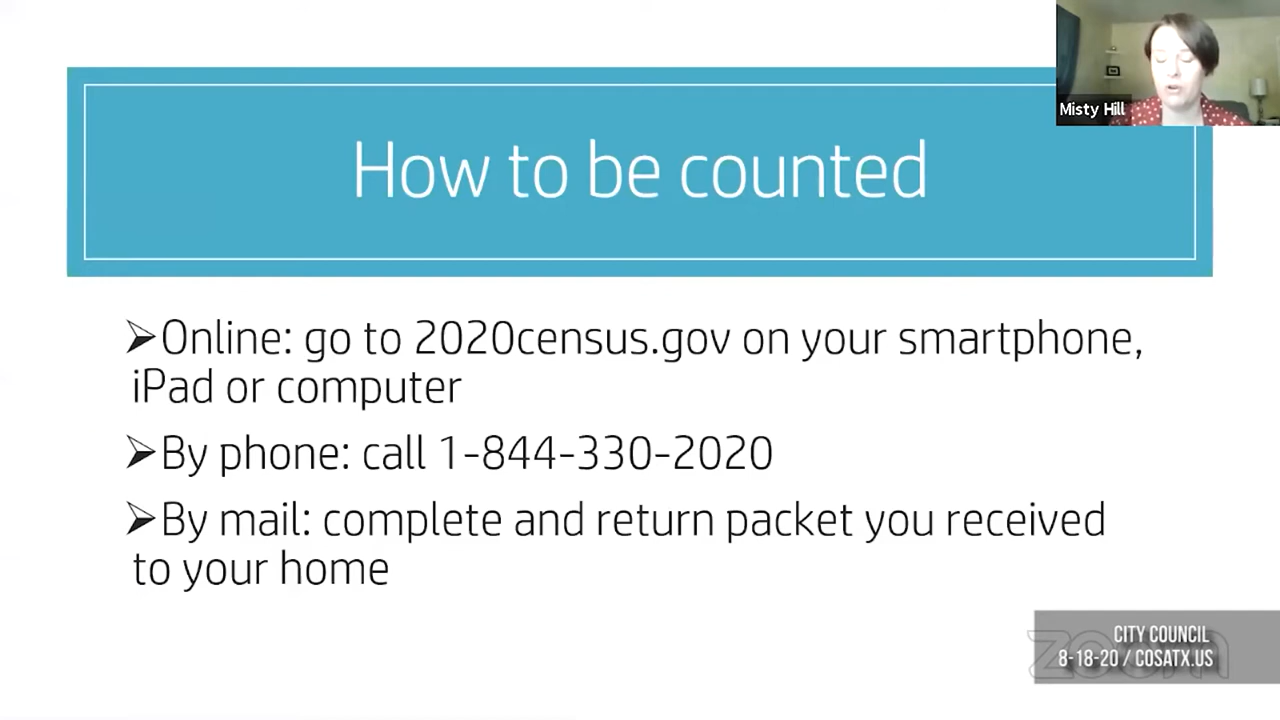 Misty Hill
How to be counted
➢Online: go to 2020census.gov on your smartphone,
iPad or computer
➢By phone: call 1-844-330-2020
➢By mail: complete and return packet you received
to your home
zoom
CITY COUNCIL
8-18-20 / COSATX.US